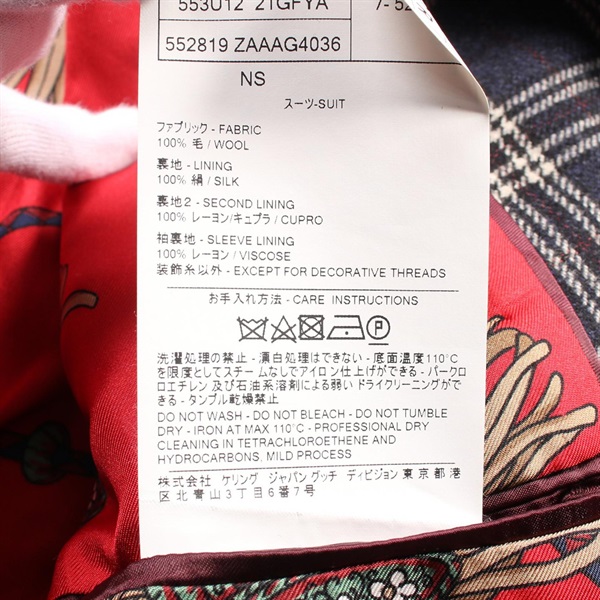 553U12 21GFYA
7- 52
552819 ZAAAG4036
NS
スーツ-SUIT
ファブリック - FABRIC
100% 毛 / WOOL
裏地 - LINING
100% 絹 / SILK
裏地2 - SECOND LINING
100% レーヨン/キュプラ / CUPRO
袖裏地 - SLEEVE LINING
100% レーヨン / VISCOSE
装飾糸以外 - EXCEPT FOR DECORATIVE THREADS
お手入れ方法 - CARE INSTRUCTIONS
P
洗濯処理の禁止 - 漂白処理はできない - 底面温度110℃
を限度としてスチームなしでアイロン仕上げができる - パークロ
ロエチレン 及び石油系溶剤による弱い ドライクリーニングができ
る - タンブル乾燥禁止
DO NOT WASH - DO NOT BLEACH - DO NOT TUMBLE
DRY - IRON AT MAX 110°C - PROFESSIONAL DRY
CLEANING IN TETRACHLOROETHENE AND
HYDROCARBONS, MILD PROCESS
株式会社 ケリング ジャパン グッチ ディビジョン 東京都 港
区北青山3丁目6番7号